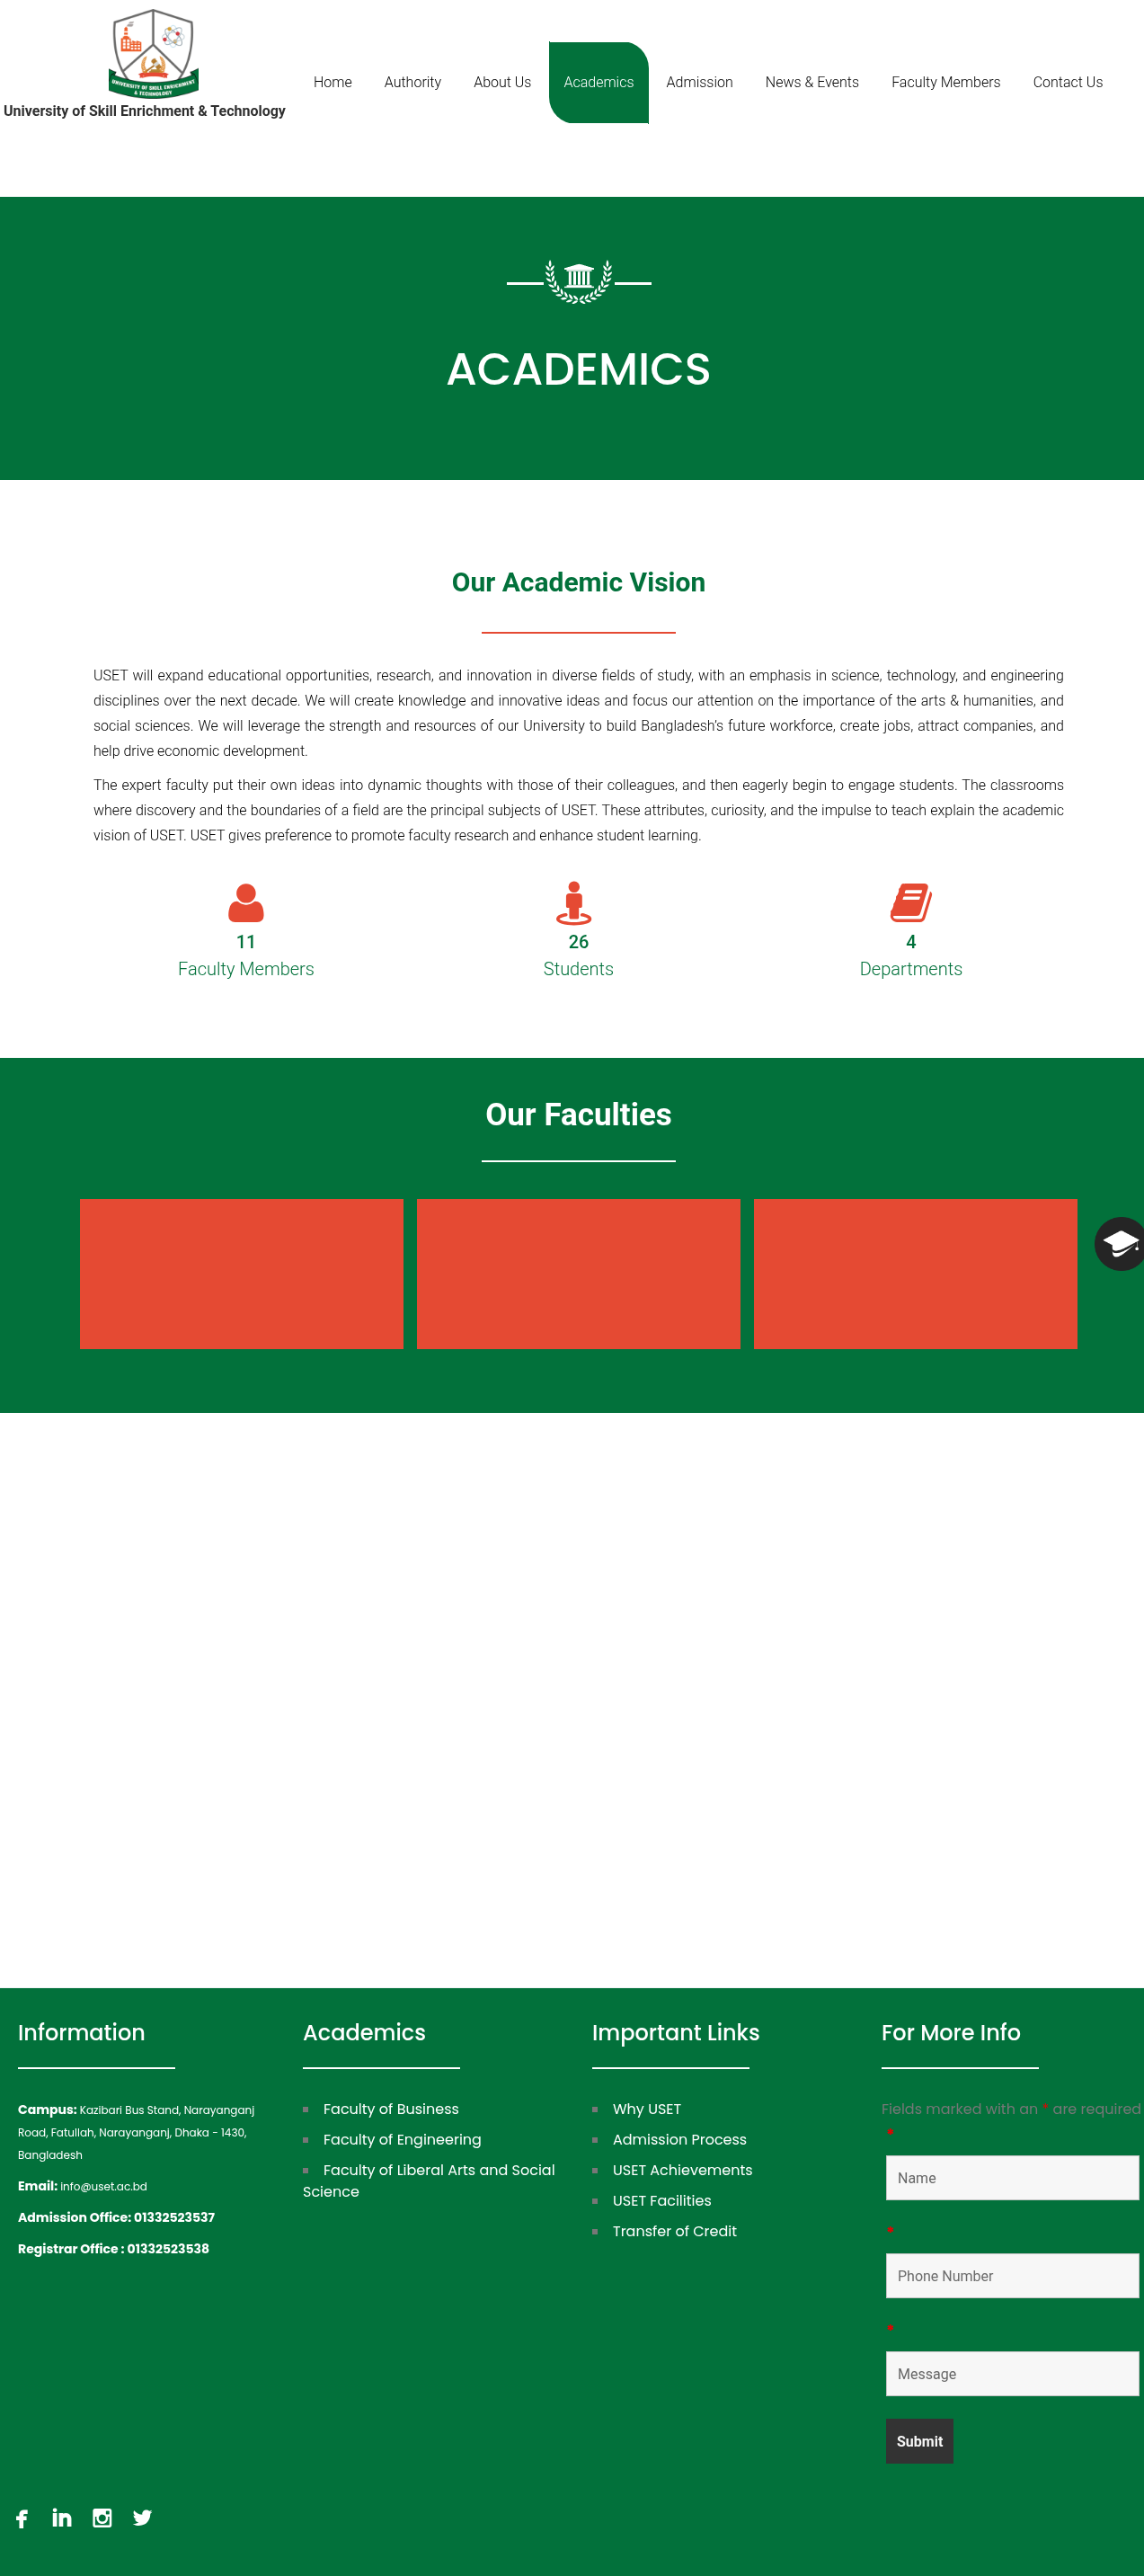 UNIVERSITY OF SKILL ENRICHMENT
& TECHNOLOGY
University of Skill Enrichment & Technology
Home Authority About Us Academics Admission News & Events Faculty Members Contact Us
ACADEMICS
Our Academic Vision
USET will expand educational opportunities, research, and innovation in diverse fields of study, with an emphasis in science, technology, and engineering
disciplines over the next decade. We will create knowledge and innovative ideas and focus our attention on the importance of the arts & humanities, and
social sciences. We will leverage the strength and resources of our University to build Bangladesh’s future workforce, create jobs, attract companies, and
help drive economic development.
The expert faculty put their own ideas into dynamic thoughts with those of their colleagues, and then eagerly begin to engage students. The classrooms
where discovery and the boundaries of a field are the principal subjects of USET. These attributes, curiosity, and the impulse to teach explain the academic
vision of USET. USET gives preference to promote faculty research and enhance student learning.
11 26 4
Faculty Members Students Departments
Our Faculties
Information
Campus: Kazibari Bus Stand, Narayanganj
Road, Fatullah, Narayanganj, Dhaka - 1430,
Bangladesh
Email: info@uset.ac.bd
Admission Office: 01332523537
Registrar Office : 01332523538
Academics
Faculty of Business
Faculty of Engineering
Faculty of Liberal Arts and Social
Science
Important Links
Why USET
Admission Process
USET Achievements
USET Facilities
Transfer of Credit
For More Info
Fields marked with an * are required
*
Name
*
Phone Number
*
Message
Submit